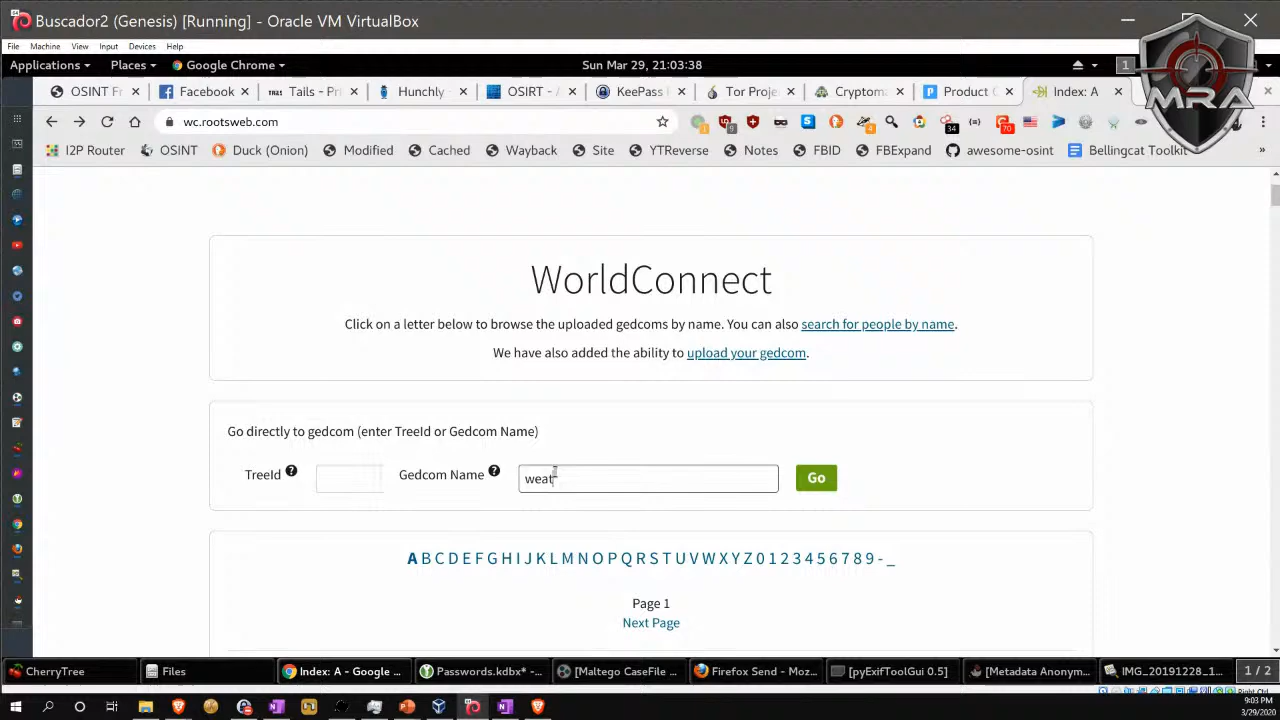 Buscador2 (Genesis) [Running] - Oracle VM VirtualBox
File Machine View Input Devices Help
Applications Places Google Chrome Sun Mar 29, 21:03:38 1
OSINT Fr Facebook Tails - Pri Hunchly - OSIRT - A KeePass Tor Proje Cryptoma Product Index: A
wc.rootsweb.com
I2P Router OSINT Duck (Onion) Modified Cached Wayback Site YTReverse Notes FBID FBExpand awesome-osint Bellingcat Toolkit »
MRA
WorldConnect
Click on a letter below to browse the uploaded gedcoms by name. You can also search for people by name.
We have also added the ability to upload your gedcom.
Go directly to gedcom (enter TreeId or Gedcom Name)
TreeId Gedcom Name weat Go
A B C D E F G H I J K L M N O P Q R S T U V W X Y Z 0 1 2 3 4 5 6 7 8 9 - _
Page 1
Next Page
CherryTree Files Index: A - Google ... Passwords.kdbx* -... [Maltego CaseFile ... Firefox Send - Moz... [pyExifToolGui 0.5] [Metadata Anonym... IMG_20191228_1... 1 / 2
Right Ctrl
9:03 PM
3/29/2020